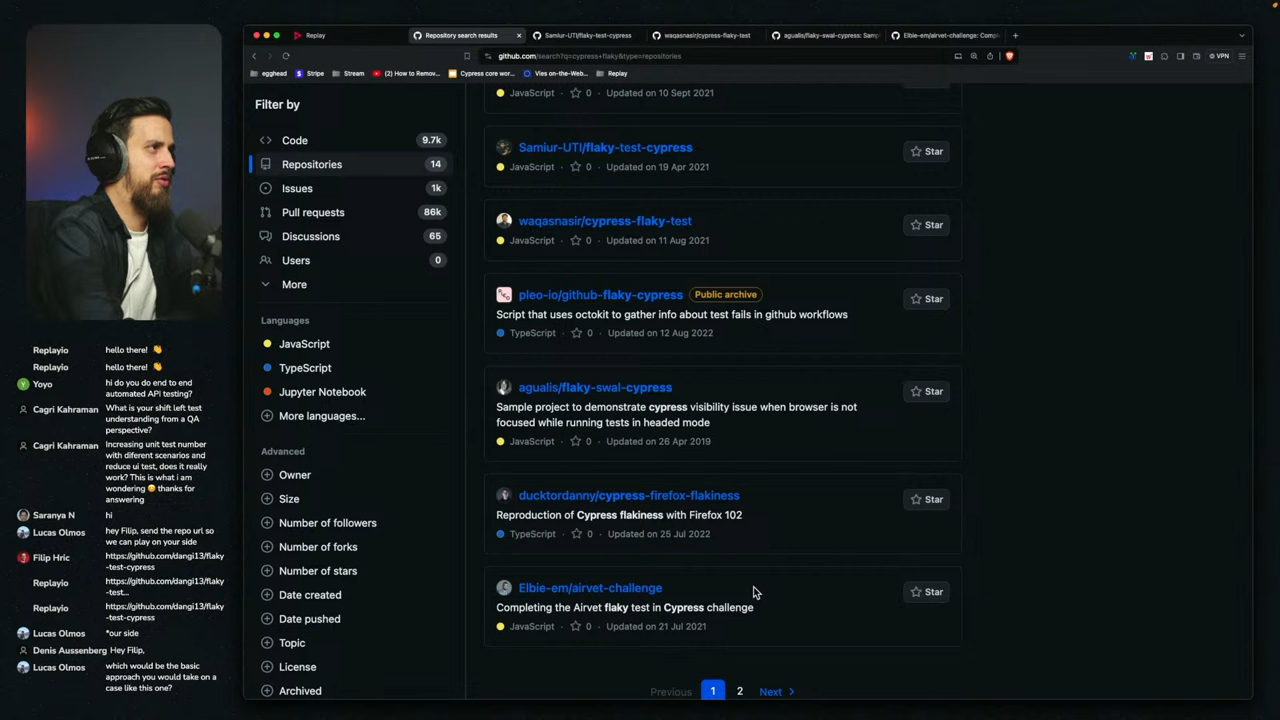 Replay
Repository search results
Samiur-UTI/flaky-test-cypress
waqasnasir/cypress-flaky-test
agualis/flaky-swal-cypress: Samp
Elbie-em/airvet-challenge: Comp
github.com/search?q=cypress+flaky&type=repositories
VPN
egghead
Stripe
Stream
(2) How to Remov...
Cypress core wor...
Vies on-the-Web...
Replay
Filter by
Code 9.7k
Repositories 14
Issues 1k
Pull requests 86k
Discussions 65
Users 0
More
Languages
JavaScript
TypeScript
Jupyter Notebook
More languages...
Advanced
Owner
Size
Number of followers
Number of forks
Number of stars
Date created
Date pushed
Topic
License
Archived
JavaScript · 0 · Updated on 10 Sept 2021
Samiur-UTI/flaky-test-cypress
Star
JavaScript · 0 · Updated on 19 Apr 2021
waqasnasir/cypress-flaky-test
Star
JavaScript · 0 · Updated on 11 Aug 2021
pleo-io/github-flaky-cypress Public archive
Star
Script that uses octokit to gather info about test fails in github workflows
TypeScript · 0 · Updated on 12 Aug 2022
agualis/flaky-swal-cypress
Star
Sample project to demonstrate cypress visibility issue when browser is not
focused while running tests in headed mode
JavaScript · 0 · Updated on 26 Apr 2019
ducktordanny/cypress-firefox-flakiness
Star
Reproduction of Cypress flakiness with Firefox 102
TypeScript · 0 · Updated on 25 Jul 2022
Elbie-em/airvet-challenge
Star
Completing the Airvet flaky test in Cypress challenge
JavaScript · 0 · Updated on 21 Jul 2021
Previous 1 2 Next
Replayio hello there! 👋
Replayio hello there! 👋
Yoyo hi do you do end to end
automated API testing?
Cagri Kahraman What is your shift left test
understanding from a QA
perspective?
Cagri Kahraman Increasing unit test number
with diferent scenarios and
reduce ui test, does it really
work? This is what i am
wondering 😄 thanks for
answering
Saranya N hi
Lucas Olmos hey Filip, send the repo url so
we can play on your side
Filip Hric https://github.com/dangi13/flaky
-test-cypress
Replayio https://github.com/dangi13/flaky
-test...
Replayio https://github.com/dangi13/flaky
-test-cypress
Lucas Olmos *our side
Denis Aussenberg Hey Filip,
Lucas Olmos which would be the basic
approach you would take on a
case like this one?